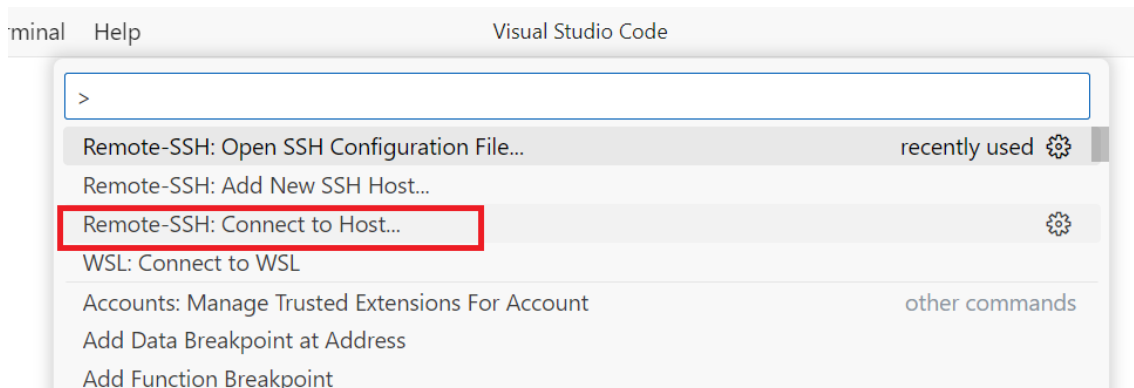 rminal Help Visual Studio Code
>
Remote-SSH: Open SSH Configuration File... recently used
Remote-SSH: Add New SSH Host...
Remote-SSH: Connect to Host...
WSL: Connect to WSL
Accounts: Manage Trusted Extensions For Account other commands
Add Data Breakpoint at Address
Add Function Breakpoint